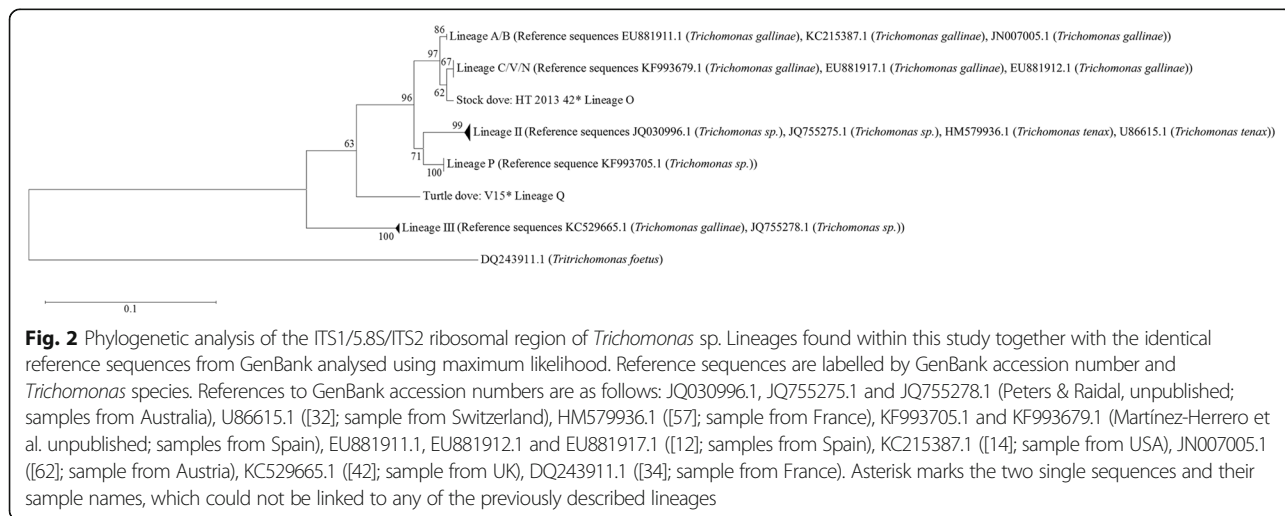 86
Lineage A/B (Reference sequences EU881911.1 (Trichomonas gallinae), KC215387.1 (Trichomonas gallinae), JN007005.1 (Trichomonas gallinae))
97
67
Lineage C/V/N (Reference sequences KF993679.1 (Trichomonas gallinae), EU881917.1 (Trichomonas gallinae), EU881912.1 (Trichomonas gallinae))
62
Stock dove: HT 2013 42* Lineage O
96
99
Lineage II (Reference sequences JQ030996.1 (Trichomonas sp.), JQ755275.1 (Trichomonas sp.), HM579936.1 (Trichomonas tenax), U86615.1 (Trichomonas tenax))
63
71
Lineage P (Reference sequence KF993705.1 (Trichomonas sp.))
100
Turtle dove: V15* Lineage Q
Lineage III (Reference sequences KC529665.1 (Trichomonas gallinae), JQ755278.1 (Trichomonas sp.))
100
DQ243911.1 (Tritrichomonas foetus)
0.1
Fig. 2 Phylogenetic analysis of the ITS1/5.8S/ITS2 ribosomal region of Trichomonas sp. Lineages found within this study together with the identical
reference sequences from GenBank analysed using maximum likelihood. Reference sequences are labelled by GenBank accession number and
Trichomonas species. References to GenBank accession numbers are as follows: JQ030996.1, JQ755275.1 and JQ755278.1 (Peters & Raidal, unpublished;
samples from Australia), U86615.1 ([32]; sample from Switzerland), HM579936.1 ([57]; sample from France), KF993705.1 and KF993679.1 (Martínez-Herrero et
al. unpublished; samples from Spain), EU881911.1, EU881912.1 and EU881917.1 ([12]; samples from Spain), KC215387.1 ([14]; sample from USA), JN007005.1
([62]; sample from Austria), KC529665.1 ([42]; sample from UK), DQ243911.1 ([34]; sample from France). Asterisk marks the two single sequences and their
sample names, which could not be linked to any of the previously described lineages